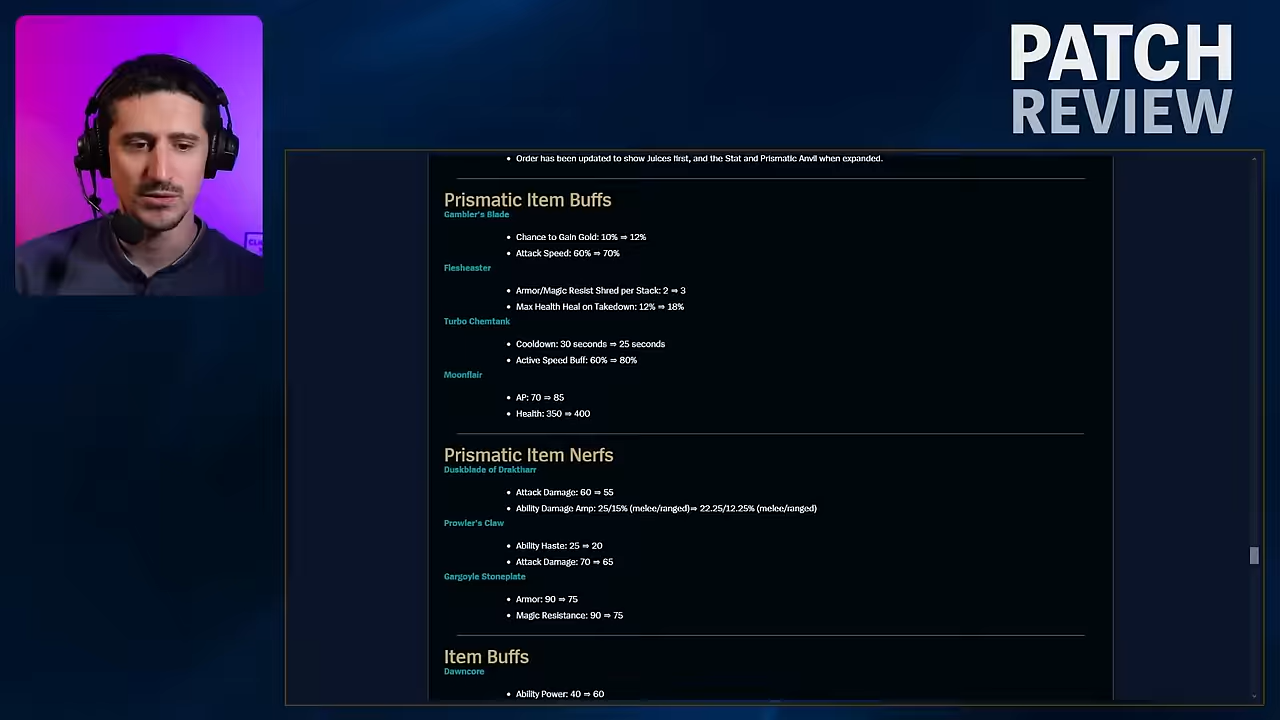 PATCH
REVIEW
Order has been updated to show Juices first, and the Stat and Prismatic Anvil when expanded.
Prismatic Item Buffs
Gambler's Blade
Chance to Gain Gold: 10% ⇒ 12%
Attack Speed: 60% ⇒ 70%
Flesheater
Armor/Magic Resist Shred per Stack: 2 ⇒ 3
Max Health Heal on Takedown: 12% ⇒ 18%
Turbo Chemtank
Cooldown: 30 seconds ⇒ 25 seconds
Active Speed Buff: 60% ⇒ 80%
Moonflair
AP: 70 ⇒ 85
Health: 350 ⇒ 400
Prismatic Item Nerfs
Duskblade of Draktharr
Attack Damage: 60 ⇒ 55
Ability Damage Amp: 25/15% (melee/ranged)⇒ 22.25/12.25% (melee/ranged)
Prowler's Claw
Ability Haste: 25 ⇒ 20
Attack Damage: 70 ⇒ 65
Gargoyle Stoneplate
Armor: 90 ⇒ 75
Magic Resistance: 90 ⇒ 75
Item Buffs
Dawncore
Ability Power: 40 ⇒ 60